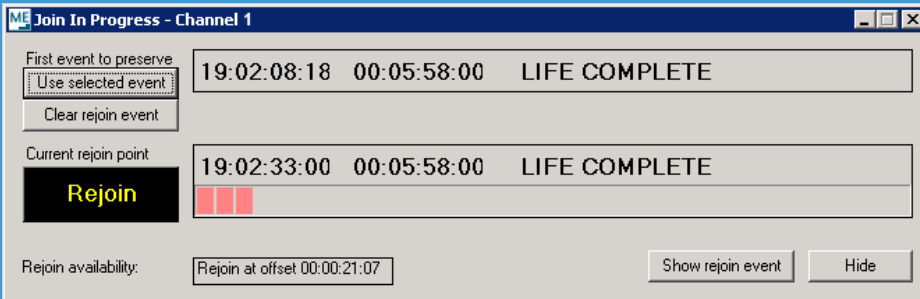 ME Join In Progress - Channel 1
First event to preserve
Use selected event
19:02:08:18 00:05:58:00 LIFE COMPLETE
Clear rejoin event
Current rejoin point
19:02:33:00 00:05:58:00 LIFE COMPLETE
Rejoin
Rejoin availability:
Rejoin at offset 00:00:21:07
Show rejoin event
Hide